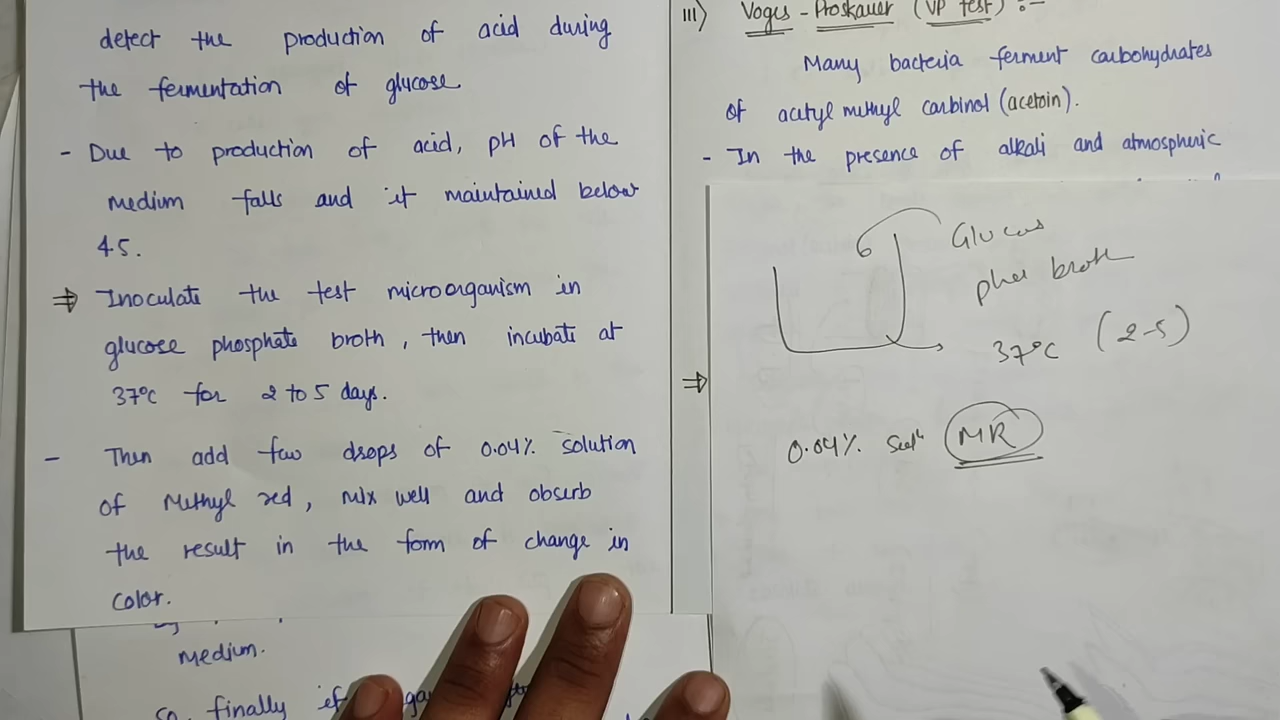 detect the production of acid during
the fermentation of glucose.
- Due to production of acid, pH of the
medium falls and it maintained below
4.5.
⇒ Inoculate the test microorganism in
glucose phosphate broth, then incubate at
37°C for 2 to 5 days.
- Then add few drops of 0.04% solution
of Methyl red, mix well and observb
the result in the form of change in
color.
medium.
so, finally if
III) Voges - Proskauer (VP test) :-
Many bacteria ferment carbohydrates
of acetyl methyl carbinol (acetoin).
- In the presence of alkali and atmospheric
⇒
Glucos
phos broth
37°C (2-5)
0.04% Solⁿ MR